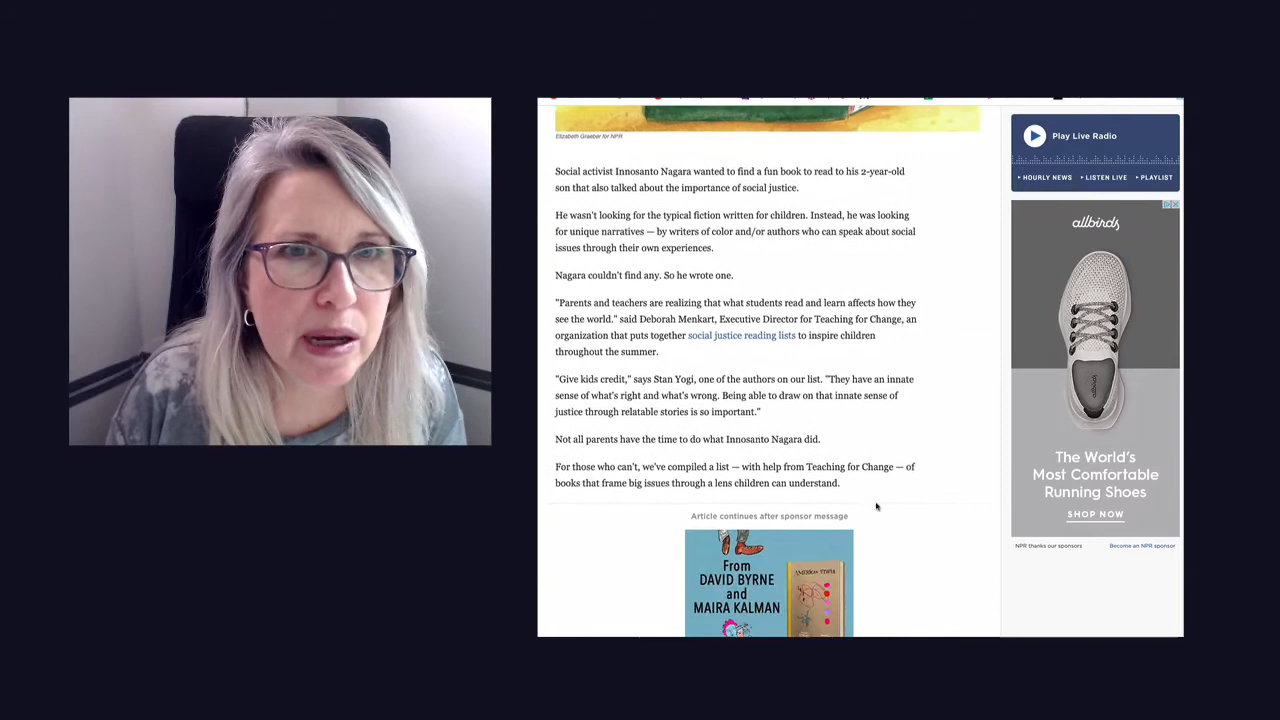 Elizabeth Graeber for NPR
Social activist Innosanto Nagara wanted to find a fun book to read to his 2-year-old
son that also talked about the importance of social justice.
He wasn't looking for the typical fiction written for children. Instead, he was looking
for unique narratives — by writers of color and/or authors who can speak about social
issues through their own experiences.
Nagara couldn't find any. So he wrote one.
"Parents and teachers are realizing that what students read and learn affects how they
see the world." said Deborah Menkart, Executive Director for Teaching for Change, an
organization that puts together social justice reading lists to inspire children
throughout the summer.
"Give kids credit," says Stan Yogi, one of the authors on our list. "They have an innate
sense of what's right and what's wrong. Being able to draw on that innate sense of
justice through relatable stories is so important."
Not all parents have the time to do what Innosanto Nagara did.
For those who can't, we've compiled a list — with help from Teaching for Change — of
books that frame big issues through a lens children can understand.
Article continues after sponsor message
From
DAVID BYRNE
and
MAIRA KALMAN
AMERICAN UTOPIA
Play Live Radio
HOURLY NEWS
LISTEN LIVE
PLAYLIST
allbirds
The World's
Most Comfortable
Running Shoes
SHOP NOW
NPR thanks our sponsors
Become an NPR sponsor